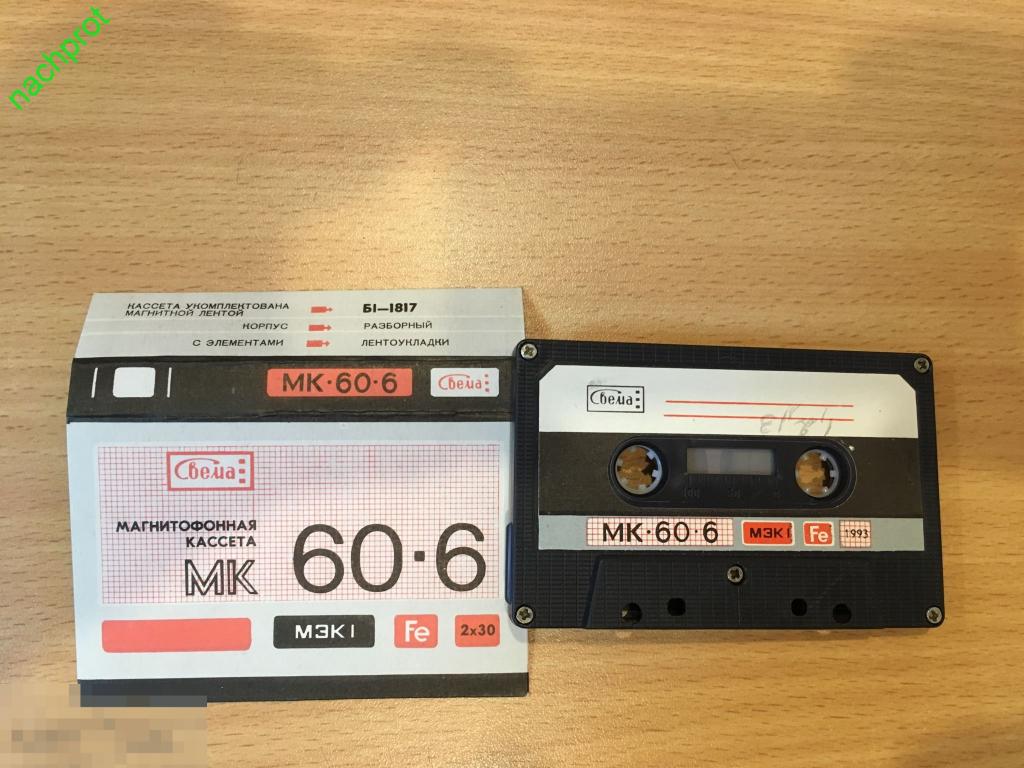 nachprot
КАССЕТА УКОМПЛЕКТОВАНА
МАГНИТНОЙ ЛЕНТОЙ
Б1—1817
КОРПУС
РАЗБОРНЫЙ
С ЭЛЕМЕНТАМИ
ЛЕНТОУКЛАДКИ
МК·60·6
Свема
Свема
МАГНИТОФОННАЯ
КАССЕТА
МК
60·6
МЭК I
Fe
2x30
Свема
МК·60·6
МЭК I
Fe
1993